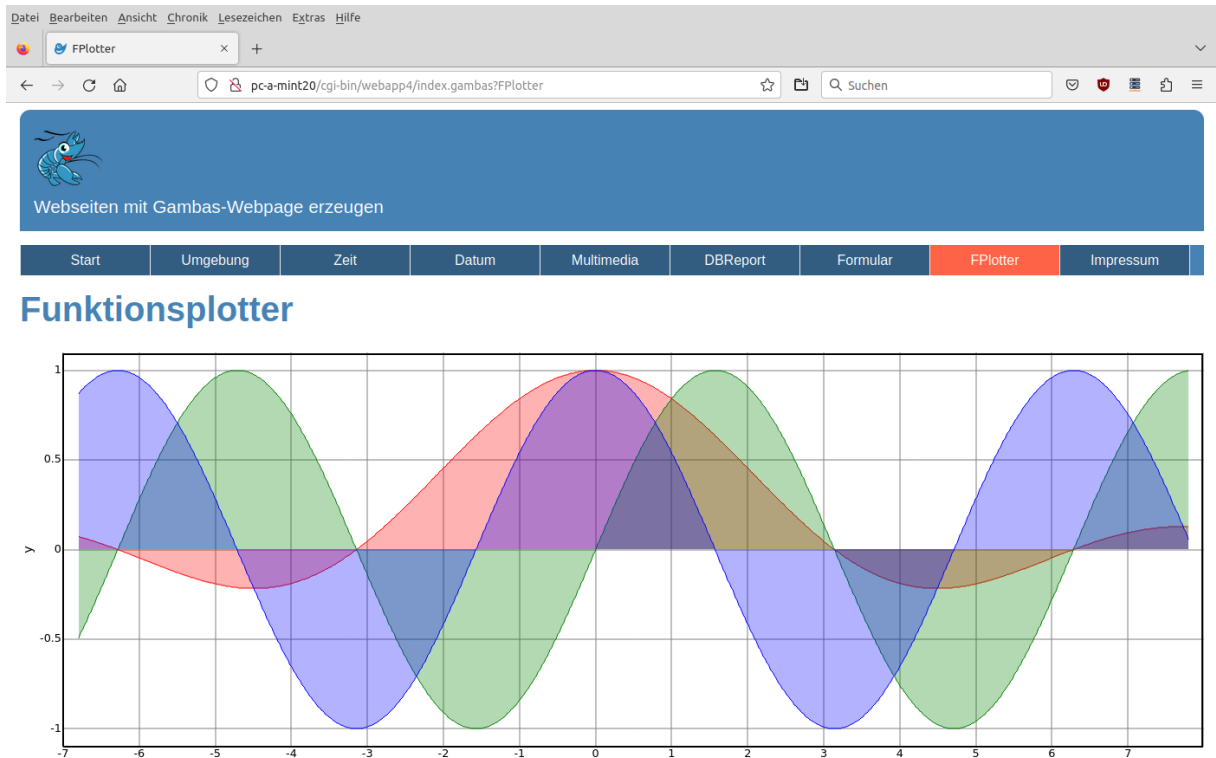 Datei Bearbeiten Ansicht Chronik Lesezeichen Extras Hilfe
FPlotter
pc-a-mint20/cgi-bin/webapp4/index.gambas?FPlotter
Suchen
Webseiten mit Gambas-Webpage erzeugen
Start Umgebung Zeit Datum Multimedia DBReport Formular FPlotter Impressum
Funktionsplotter
1
0.5
y
0
-0.5
-1
-7 -6 -5 -4 -3 -2 -1 0 1 2 3 4 5 6 7